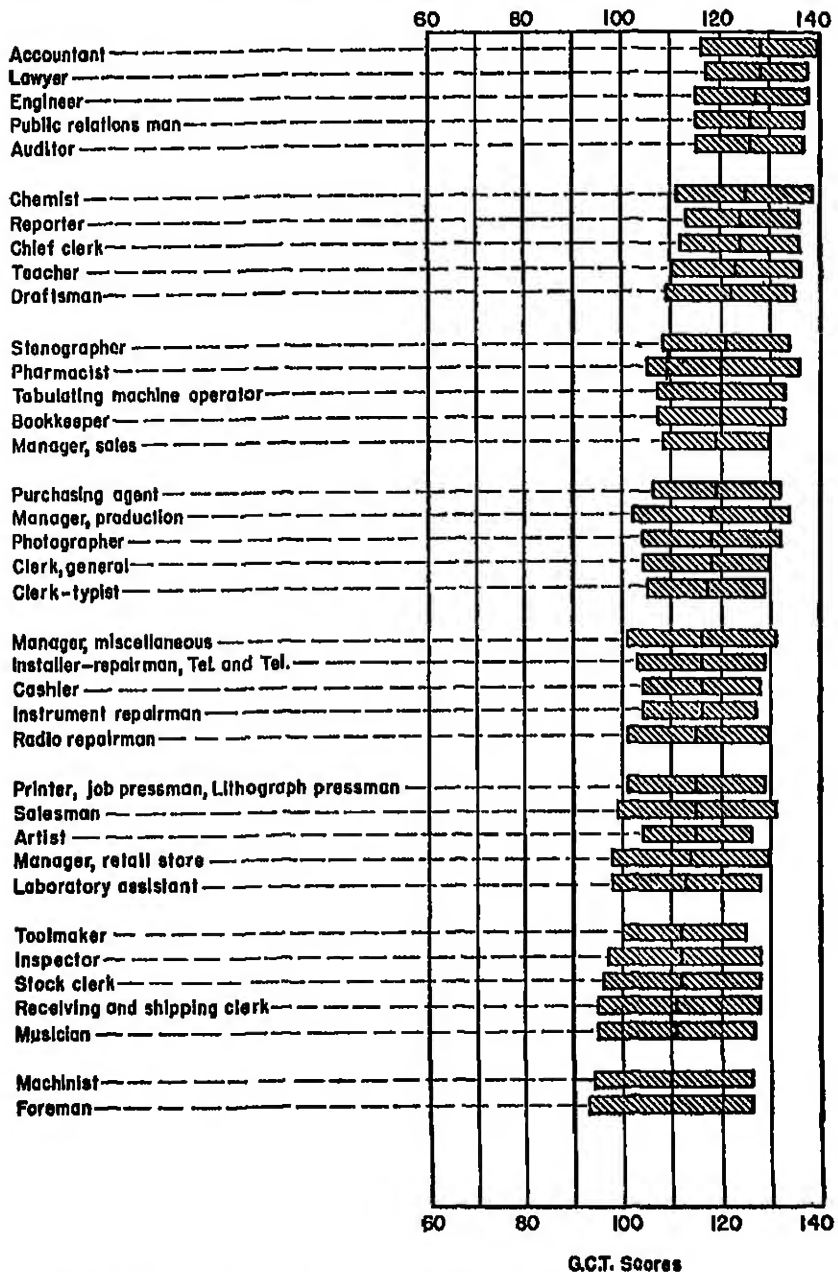 60 80 100 120 140
Accountant
Lawyer
Engineer
Public relations man
Auditor
Chemist
Reporter
Chief clerk
Teacher
Draftsman
Stenographer
Pharmacist
Tabulating machine operator
Bookkeeper
Manager, sales
Purchasing agent
Manager, production
Photographer
Clerk, general
Clerk-typist
Manager, miscellaneous
Installer-repairman, Tel. and Tel.
Cashier
Instrument repairman
Radio repairman
Printer, job pressman, Lithograph pressman
Salesman
Artist
Manager, retail store
Laboratory assistant
Toolmaker
Inspector
Stock clerk
Receiving and shipping clerk
Musician
Machinist
Foreman
60 80 100 120 140
G.C.T. Scores